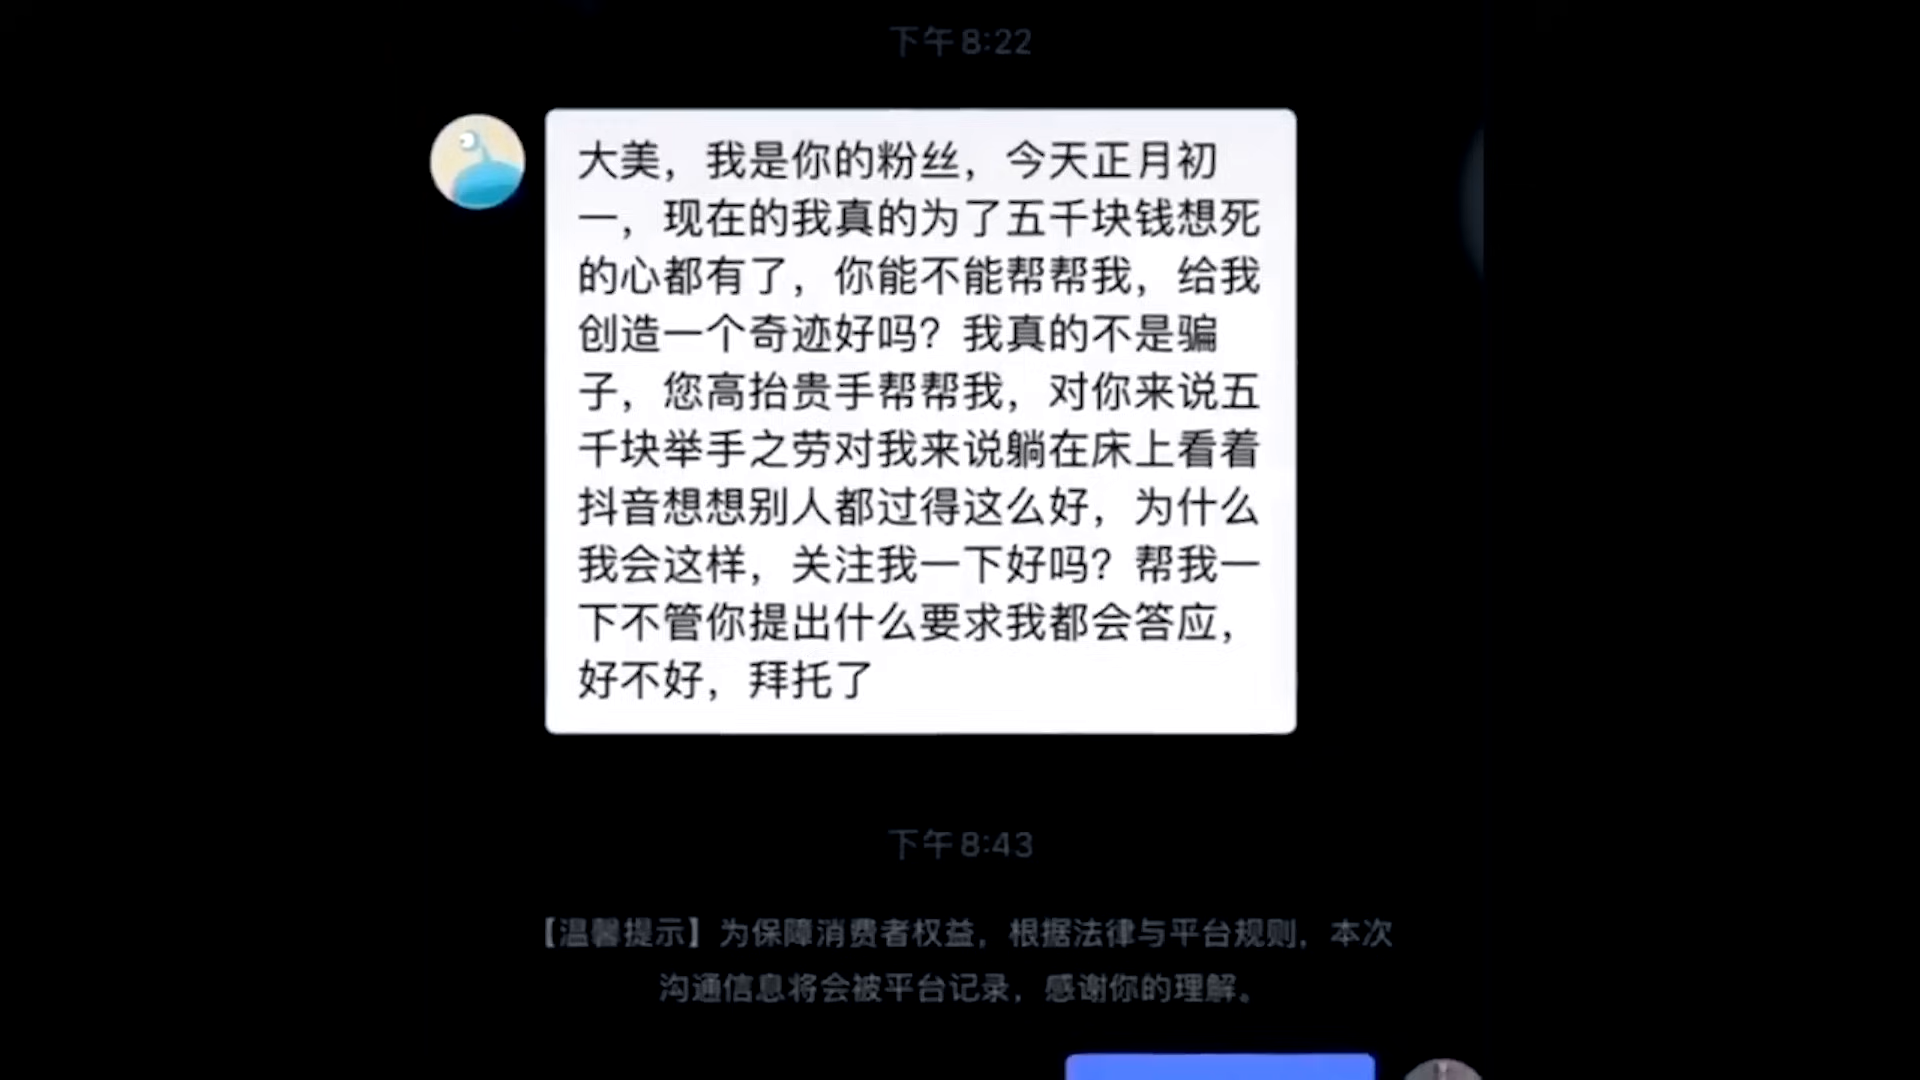 下午8:22
大美，我是你的粉丝，今天正月初
一，现在的我真的为了五千块钱想死
的心都有了，你能不能帮帮我，给我
创造一个奇迹好吗？我真的不是骗
子，您高抬贵手帮帮我，对你来说五
千块举手之劳对我来说躺在床上看着
抖音想想别人都过得这么好，为什么
我会这样，关注我一下好吗？帮我一
下不管你提出什么要求我都会答应，
好不好，拜托了
下午8:43
【温馨提示】为保障消费者权益，根据法律与平台规则，本次
沟通信息将会被平台记录，感谢你的理解。